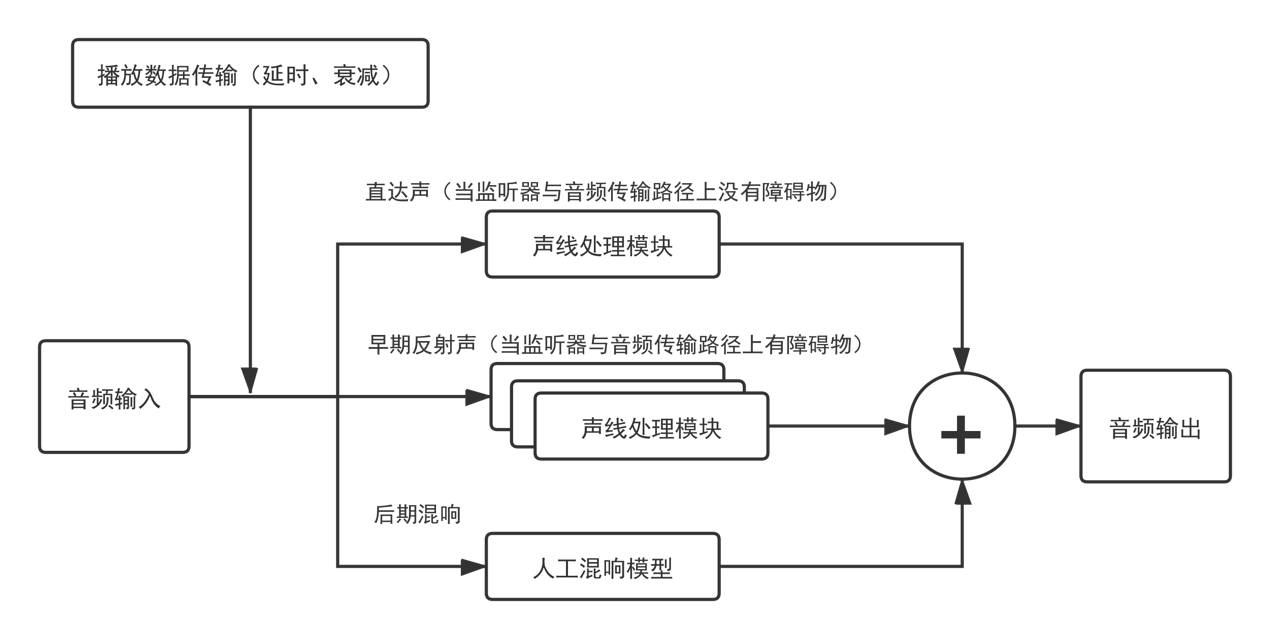 播放数据传输（延时、衰减）
直达声（当监听器与音频传输路径上没有障碍物）
声线处理模块
早期反射声（当监听器与音频传输路径上有障碍物）
音频输入
声线处理模块
+
音频输出
后期混响
人工混响模型